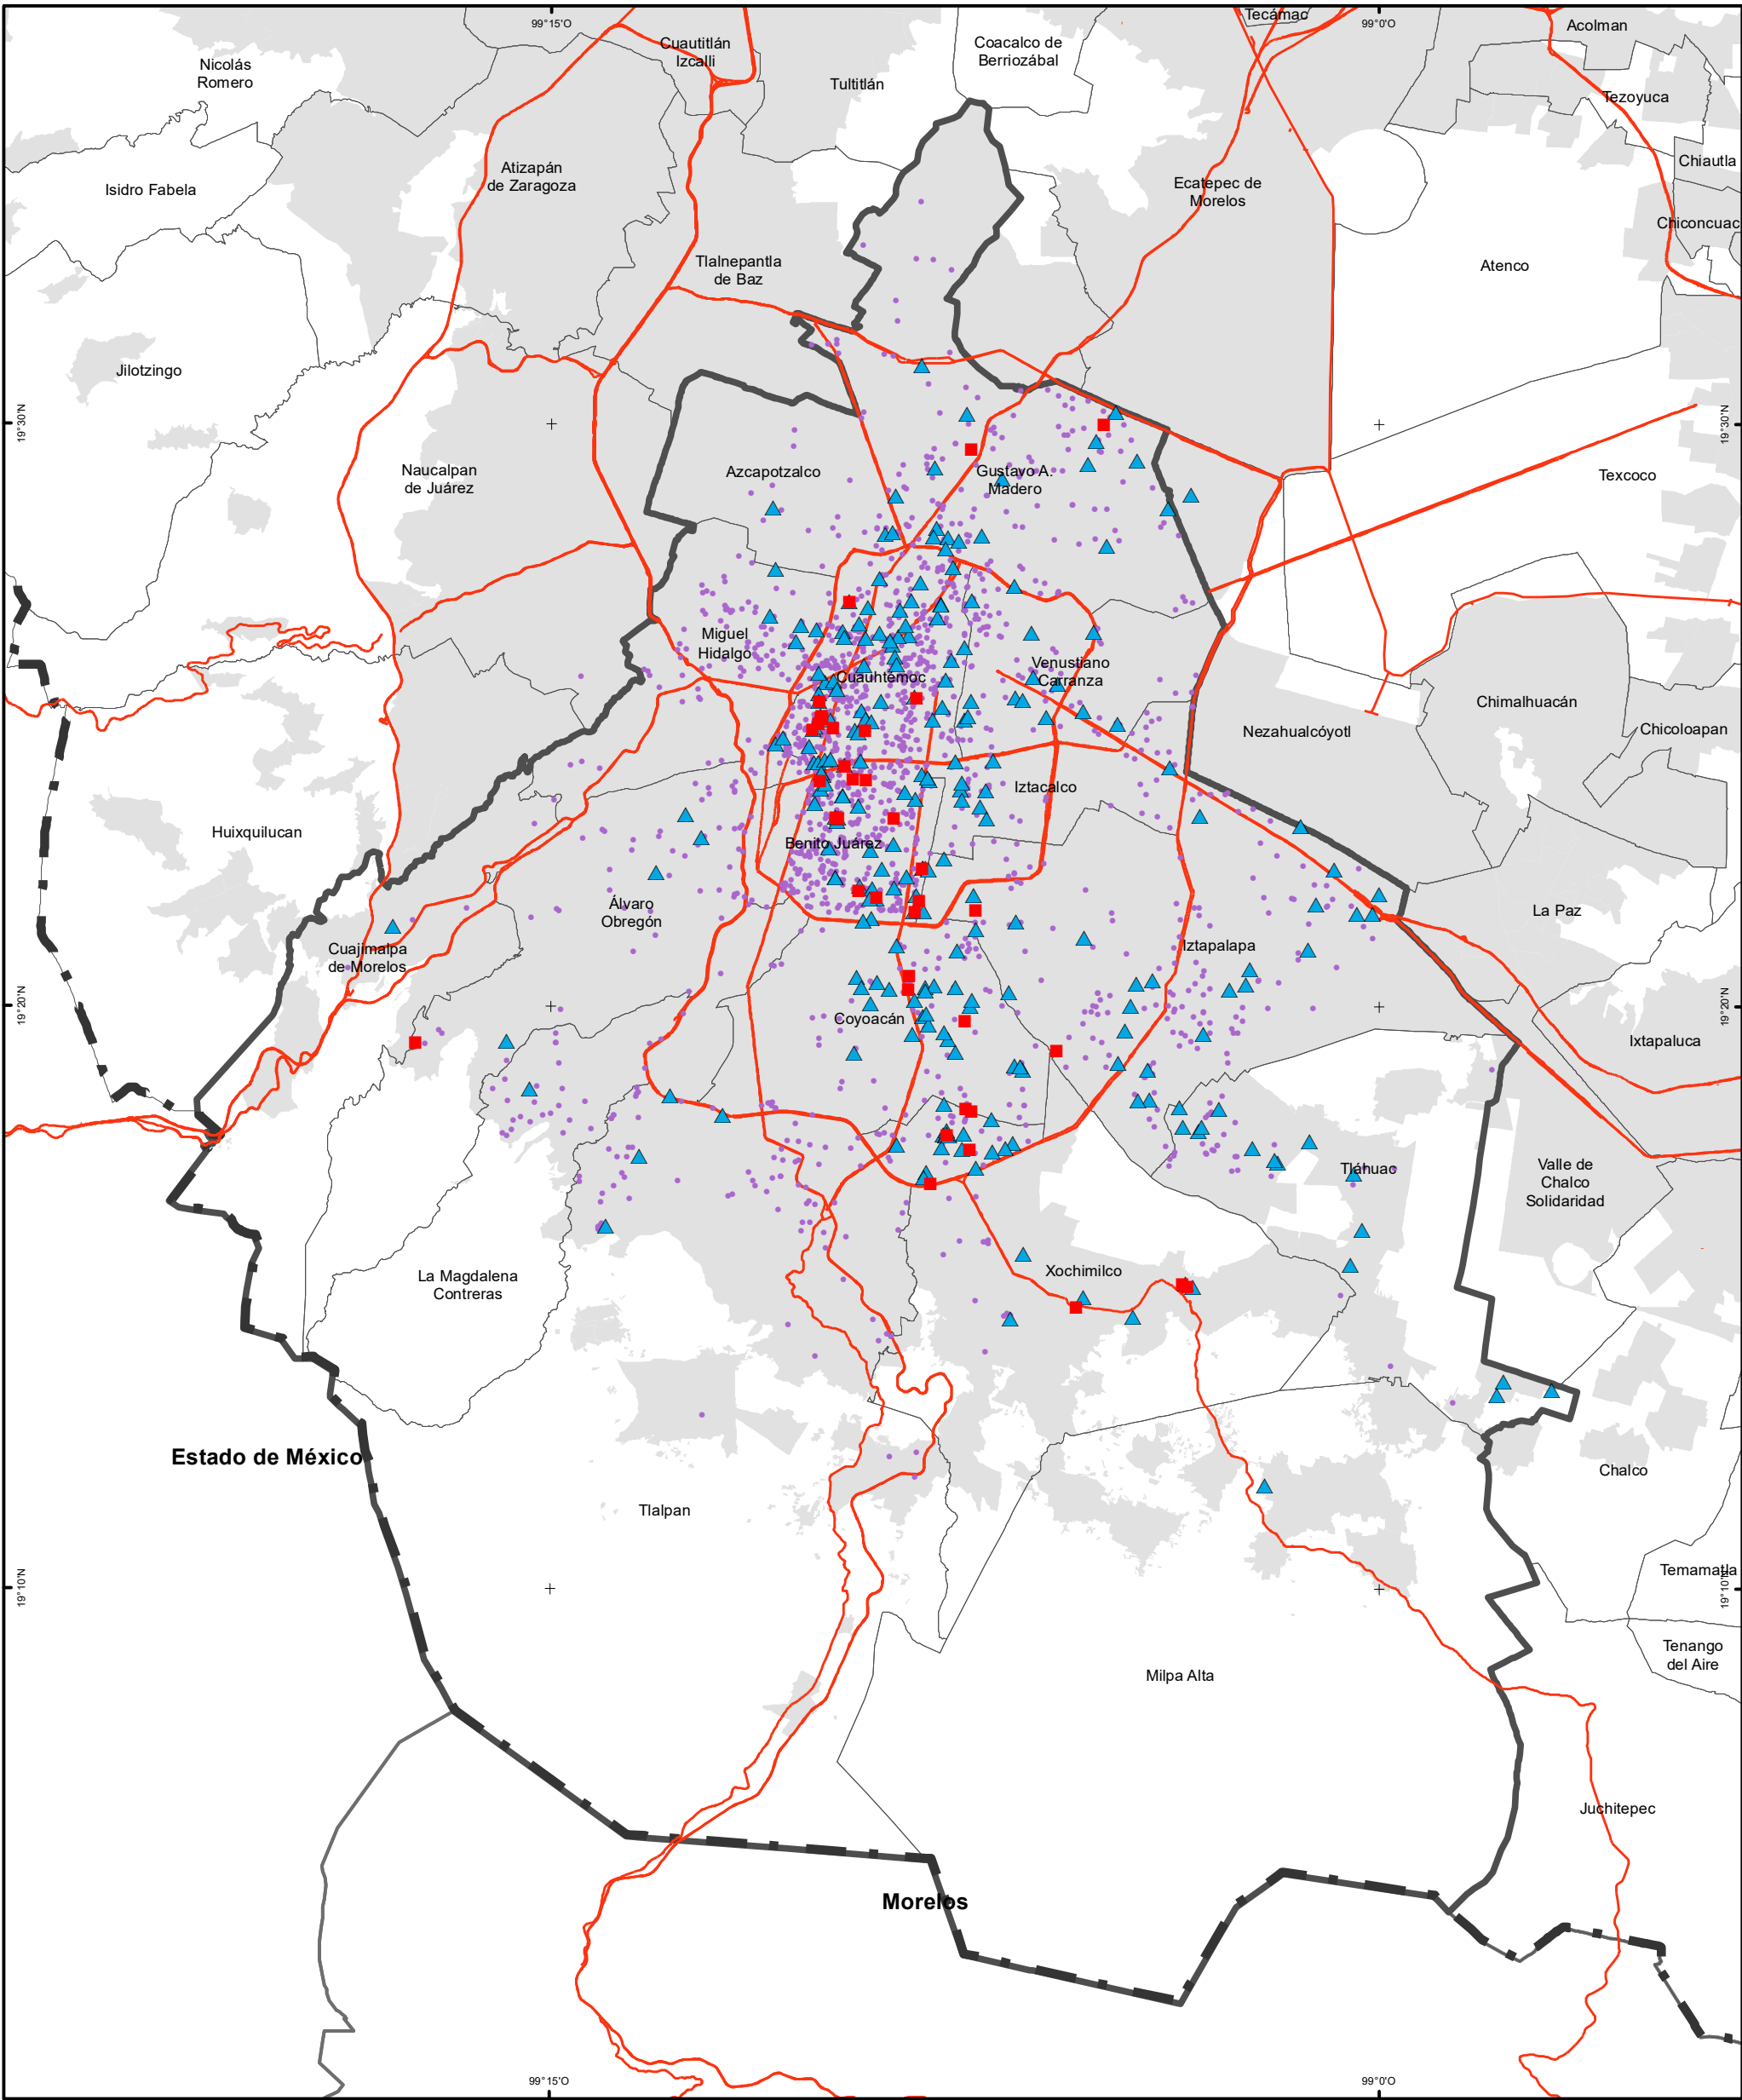 99°15'O
99°0'O
Tecámac
Acolman
Cuautitlán
Izcalli
Coacalco de
Berriozábal
Nicolás
Romero
Tultitlán
Tezoyuca
Chiautla
Isidro Fabela
Atizapán
de Zaragoza
Ecatepec de
Morelos
Chiconcuac
Tlalnepantla
de Baz
Atenco
Jilotzingo
19°30'N
19°30'N
Naucalpan
de Juárez
Azcapotzalco
Gustavo A.
Madero
Texcoco
Miguel
Hidalgo
Venustiano
Carranza
Cuauhtémoc
Chimalhuacán
Nezahualcóyotl
Chicoloapan
Iztacalco
Huixquilucan
Benito Juárez
Álvaro
Obregón
La Paz
Cuajimalpa
de Morelos
Iztapalapa
19°20'N
19°20'N
Coyoacán
Ixtapaluca
Tláhuac
Valle de
Chalco
Solidaridad
La Magdalena
Contreras
Xochimilco
Estado de México
Chalco
Tlalpan
19°10'N
19°10'N
Temamatla
Tenango
del Aire
Milpa Alta
Juchitepec
Morelos
99°15'O
99°0'O